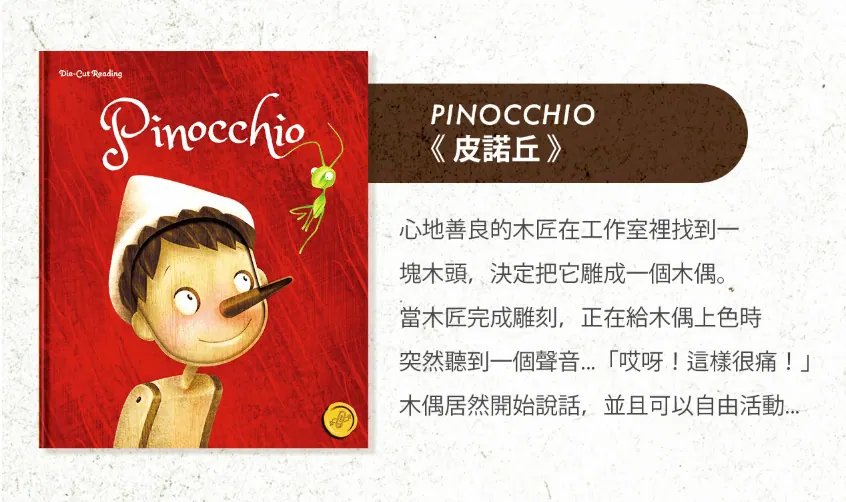 Die-Cut Reading
Pinocchio
PINOCCHIO
《 皮諾丘 》
心地善良的木匠在工作室裡找到一
塊木頭，決定把它雕成一個木偶。
當木匠完成雕刻，正在給木偶上色時
突然聽到一個聲音...「哎呀！這樣很痛！」
木偶居然開始說話，並且可以自由活動...